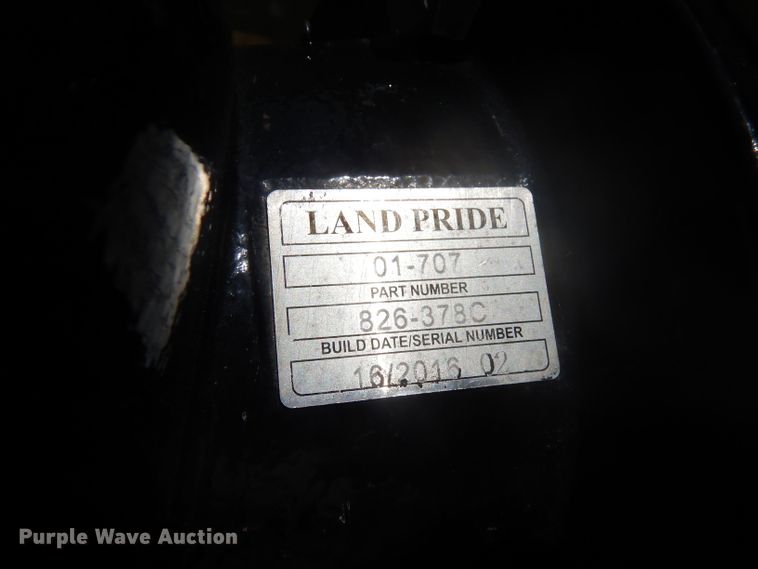 LAND PRIDE
01-707
PART NUMBER
826-378C
BUILD DATE/SERIAL NUMBER
16/2016 02
Purple Wave Auction